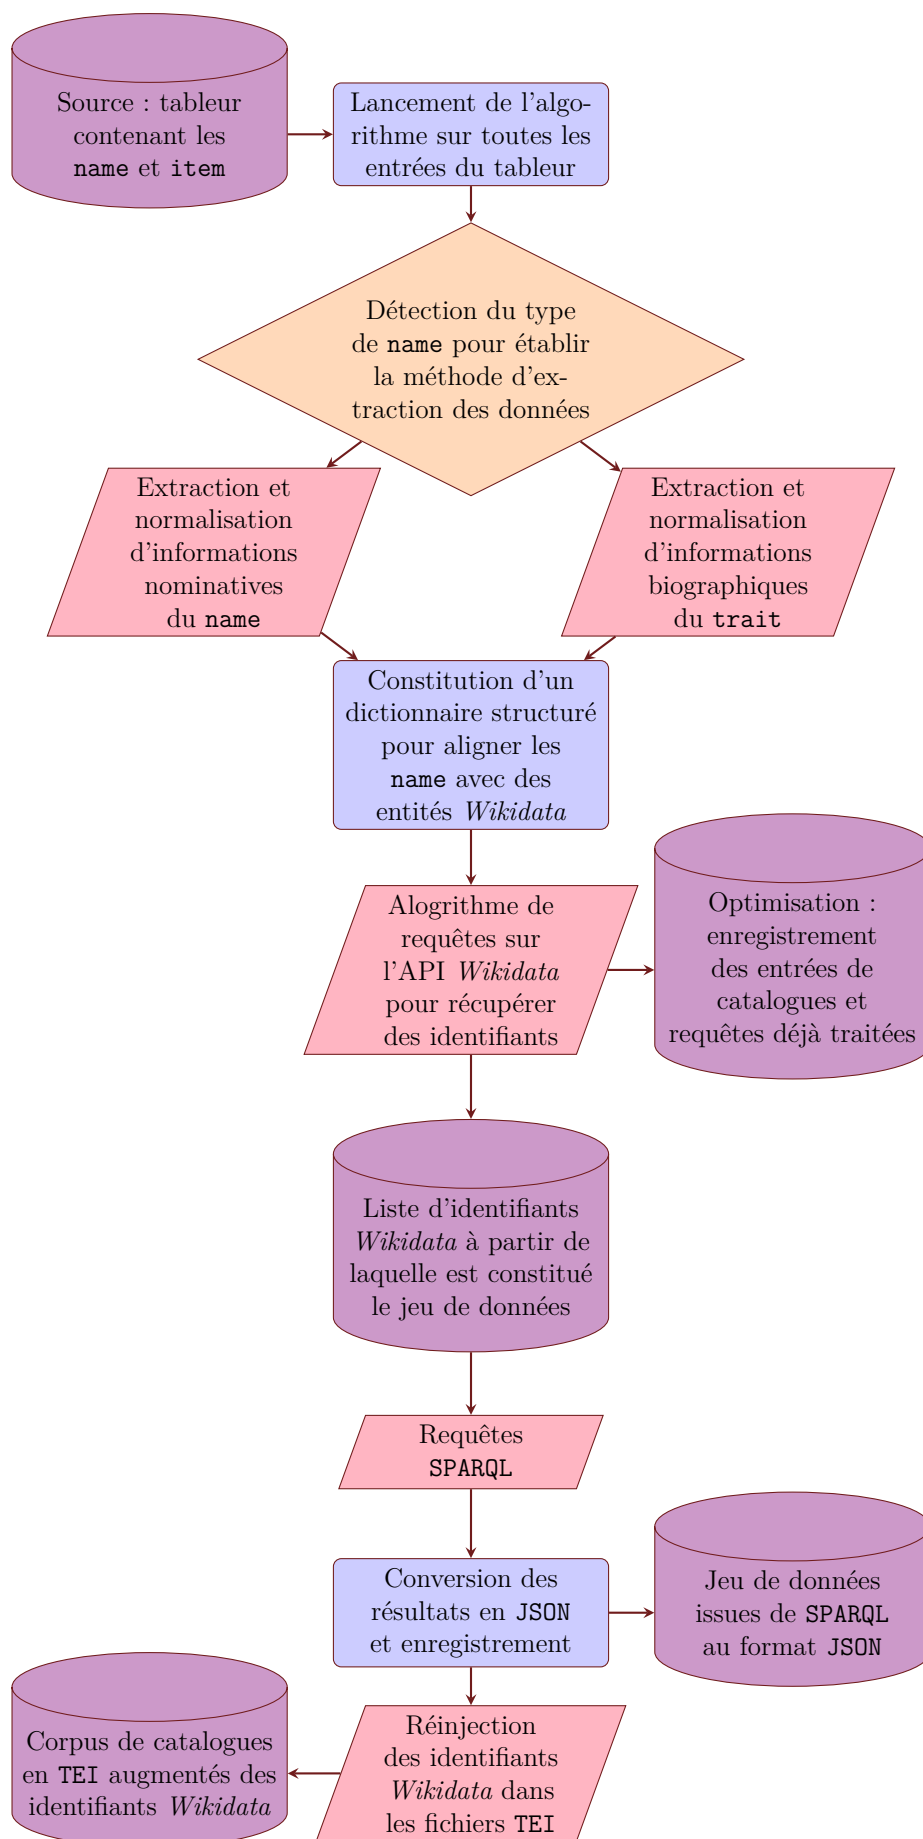 Source : tableur
contenant les
name et item
Lancement de l'algo-
rithme sur toutes les
entrées du tableur
Détection du type
de name pour établir
la méthode d'ex-
traction des données
Extraction et
normalisation
d'informations
nominatives
du name
Extraction et
normalisation
d'informations
biographiques
du trait
Constitution d'un
dictionnaire structuré
pour aligner les
name avec des
entités Wikidata
Alogrithme de
requêtes sur
l'API Wikidata
pour récupérer
des identifiants
Optimisation :
enregistrement
des entrées de
catalogues et
requêtes déjà traitées
Liste d'identifiants
Wikidata à partir de
laquelle est constitué
le jeu de données
Requêtes
SPARQL
Conversion des
résultats en JSON
et enregistrement
Jeu de données
issues de SPARQL
au format JSON
Réinjection
des identifiants
Wikidata dans
les fichiers TEI
Corpus de catalogues
en TEI augmentés des
identifiants Wikidata